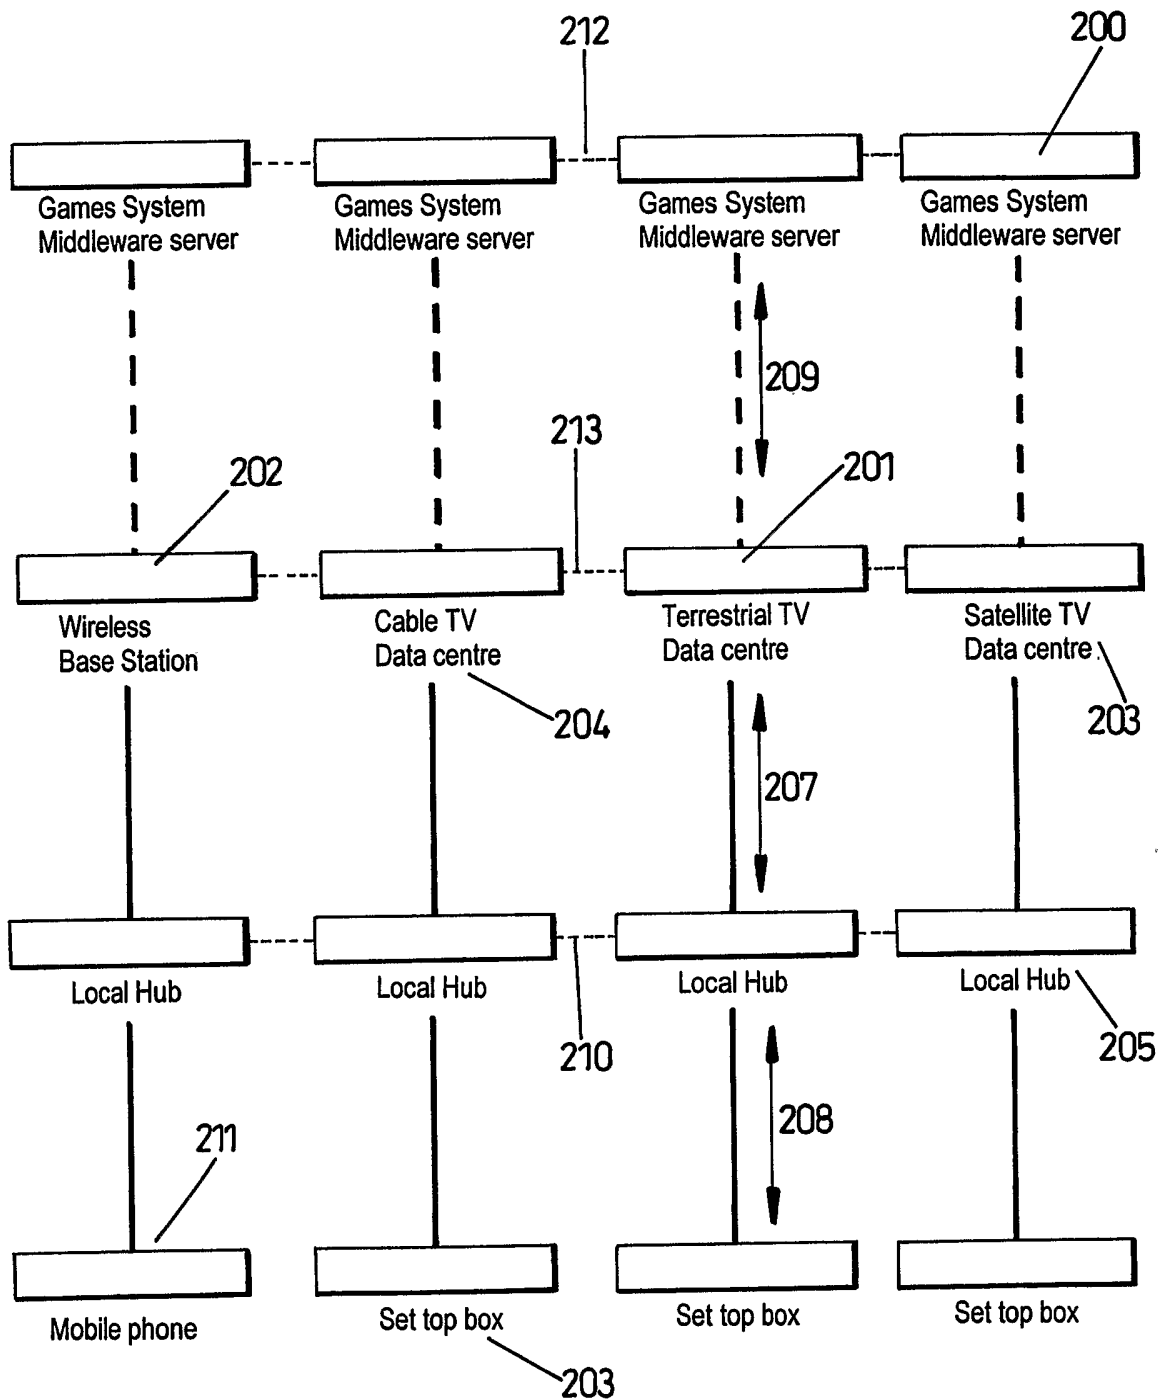 212
200
Games System
Middleware server
Games System
Middleware server
Games System
Middleware server
Games System
Middleware server
209
213
202
201
Wireless
Base Station
Cable TV
Data centre
Terrestrial TV
Data centre
Satellite TV
Data centre
204
203
207
Local Hub
Local Hub
Local Hub
Local Hub
210
205
208
211
Mobile phone
Set top box
Set top box
Set top box
203